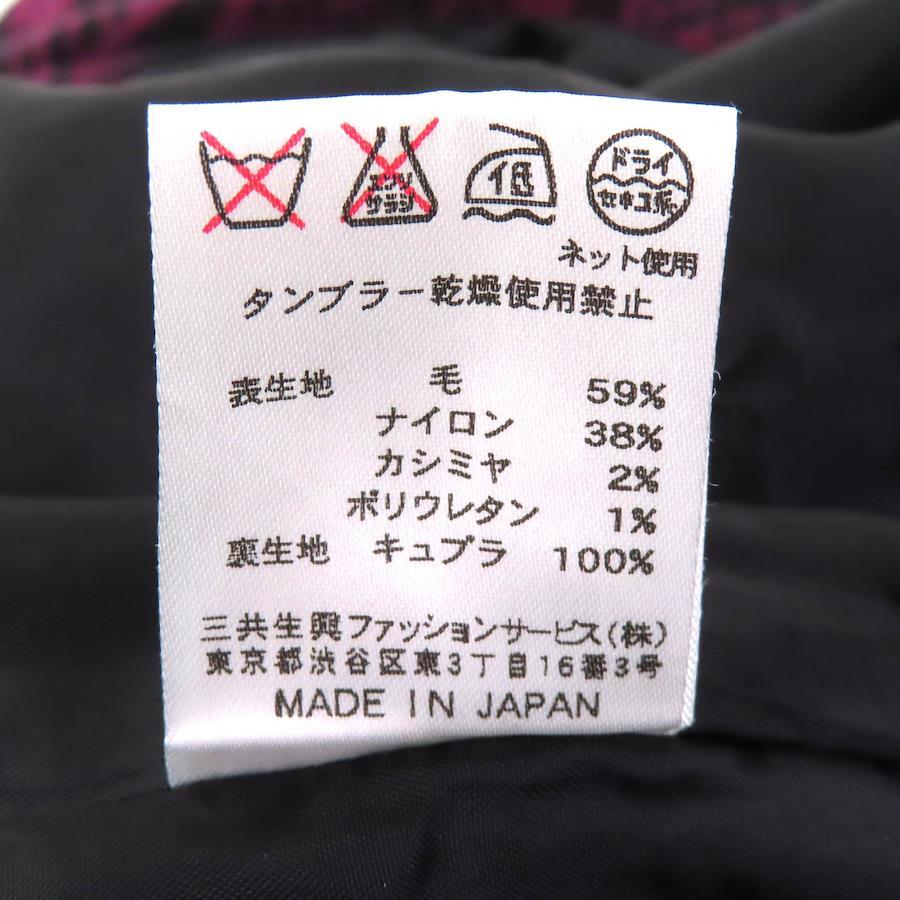 エンソ
サラシ
低
ドライ
セキユ系
ネット使用
タンブラー乾燥使用禁止
表生地 毛 59%
ナイロン 38%
カシミヤ 2%
ポリウレタン 1%
裏生地 キュプラ 100%
三共生興ファッションサービス(株)
東京都渋谷区東3丁目16番3号
MADE IN JAPAN